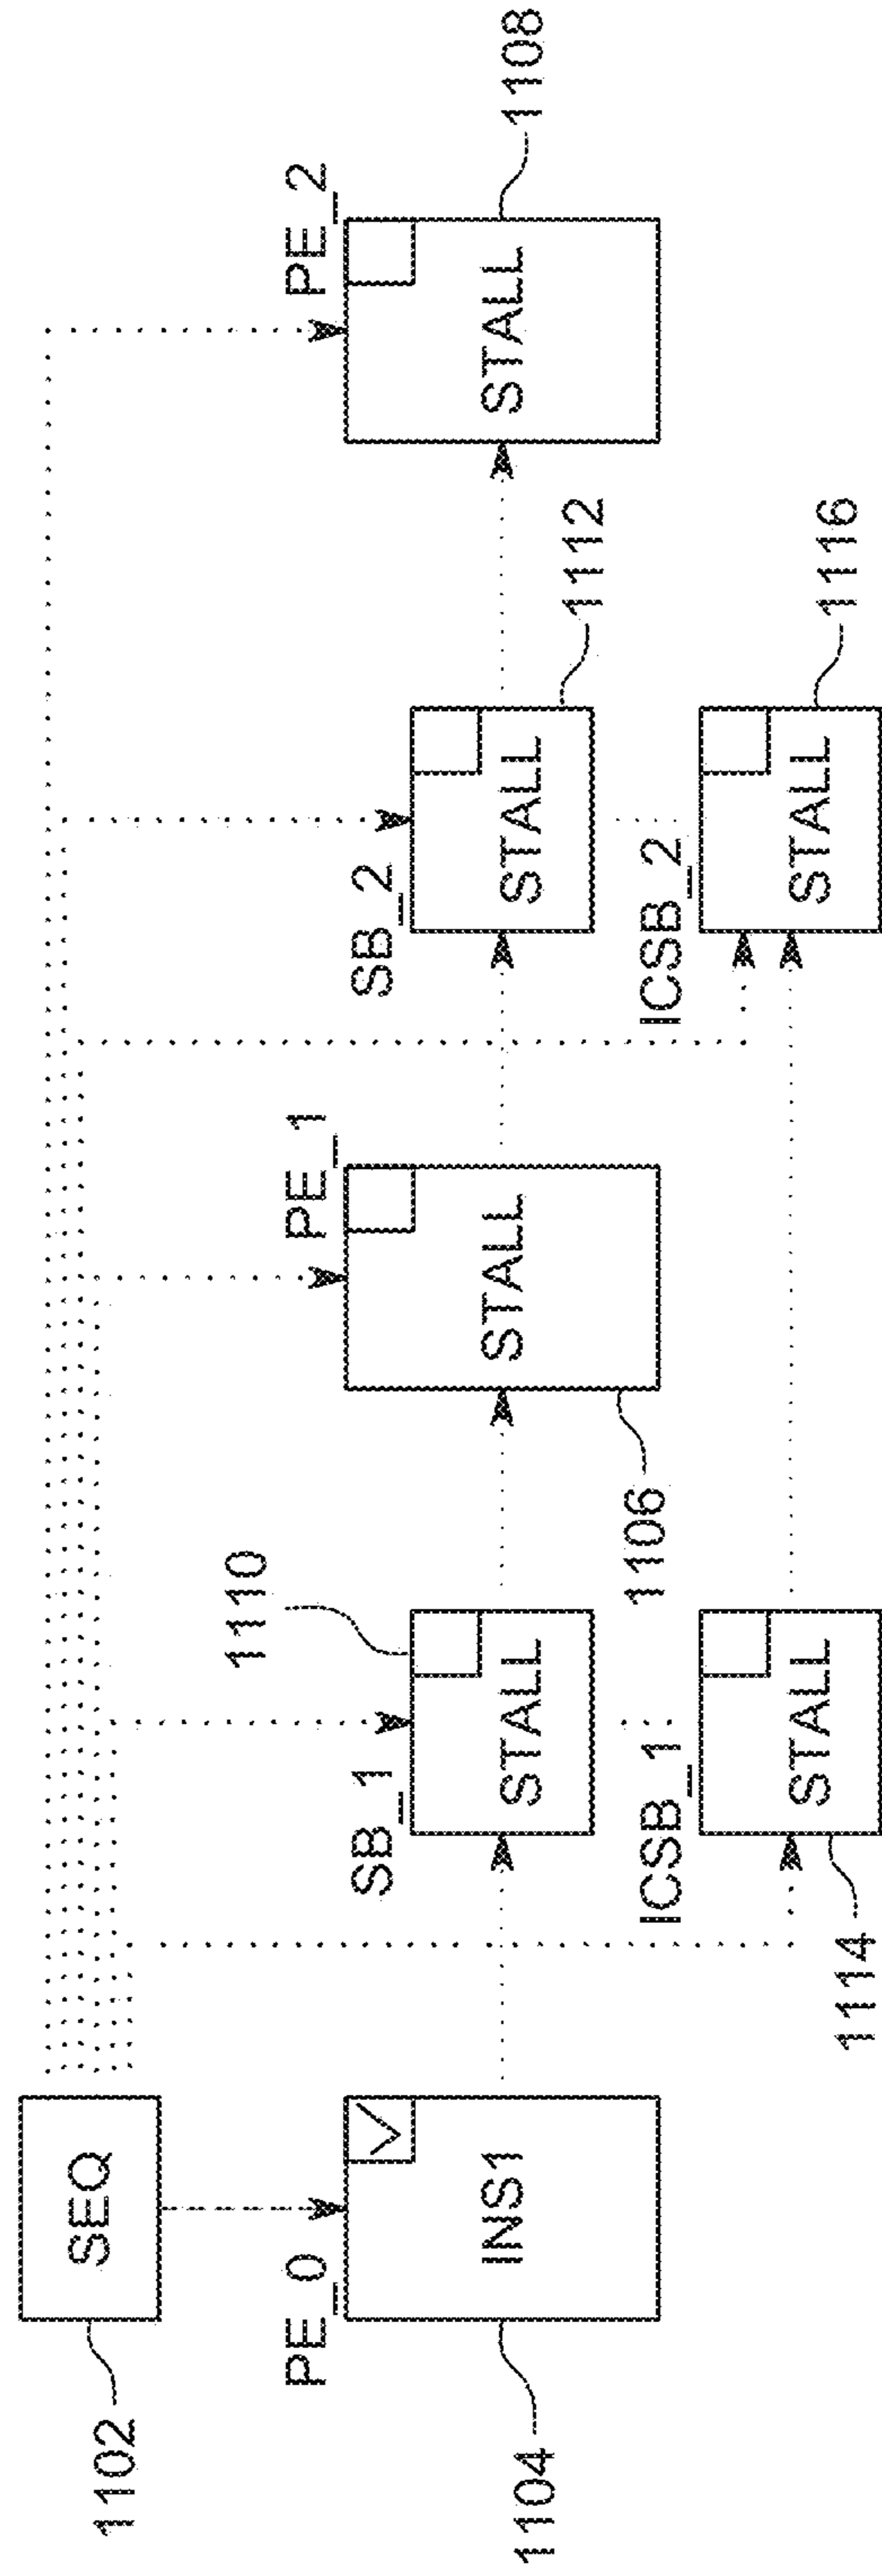 1102
SEQ
PE_0
INS1
1104
SB_1
STALL
1110
ICSB_1
STALL
1114
PE_1
STALL
1106
SB_2
STALL
1112
ICSB_2
STALL
1116
PE_2
STALL
1108